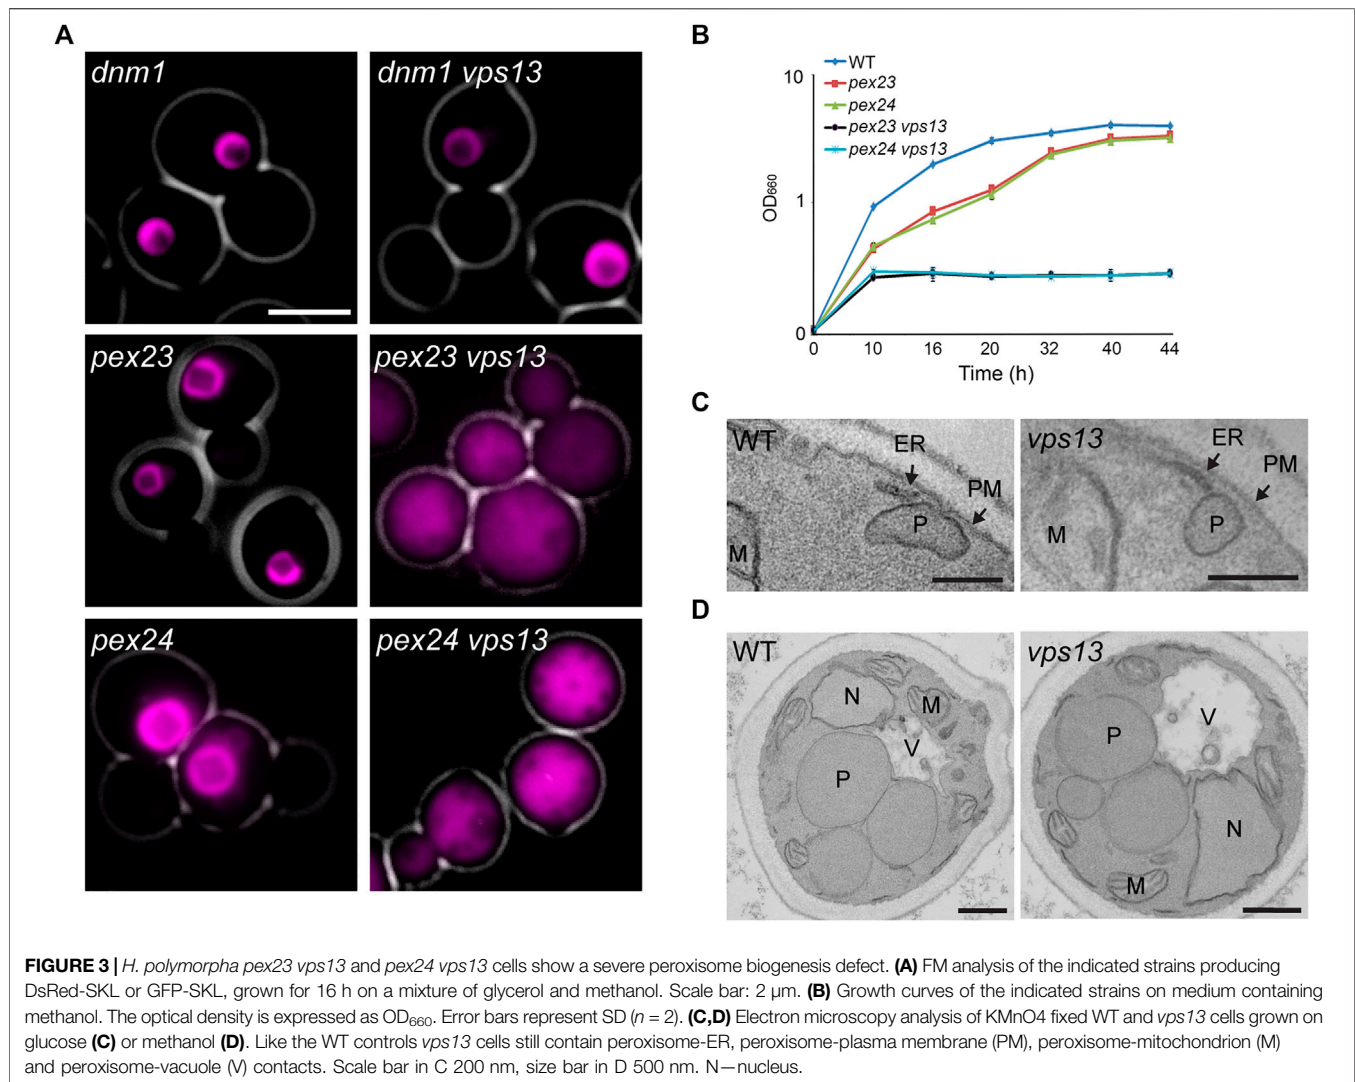 A
dnm1
dnm1 vps13
pex23
pex23 vps13
pex24
pex24 vps13
B
WT
pex23
pex24
pex23 vps13
pex24 vps13
10
1
0
OD660
0 10 16 20 32 40 44
Time (h)
C
WT
ER
PM
P
M
vps13
ER
PM
P
M
D
WT
N
M
V
P
vps13
V
P
N
M
FIGURE 3 | H. polymorpha pex23 vps13 and pex24 vps13 cells show a severe peroxisome biogenesis defect. (A) FM analysis of the indicated strains producing
DsRed-SKL or GFP-SKL, grown for 16 h on a mixture of glycerol and methanol. Scale bar: 2 µm. (B) Growth curves of the indicated strains on medium containing
methanol. The optical density is expressed as OD660. Error bars represent SD (n = 2). (C,D) Electron microscopy analysis of KMnO4 fixed WT and vps13 cells grown on
glucose (C) or methanol (D). Like the WT controls vps13 cells still contain peroxisome-ER, peroxisome-plasma membrane (PM), peroxisome-mitochondrion (M)
and peroxisome-vacuole (V) contacts. Scale bar in C 200 nm, size bar in D 500 nm. N—nucleus.